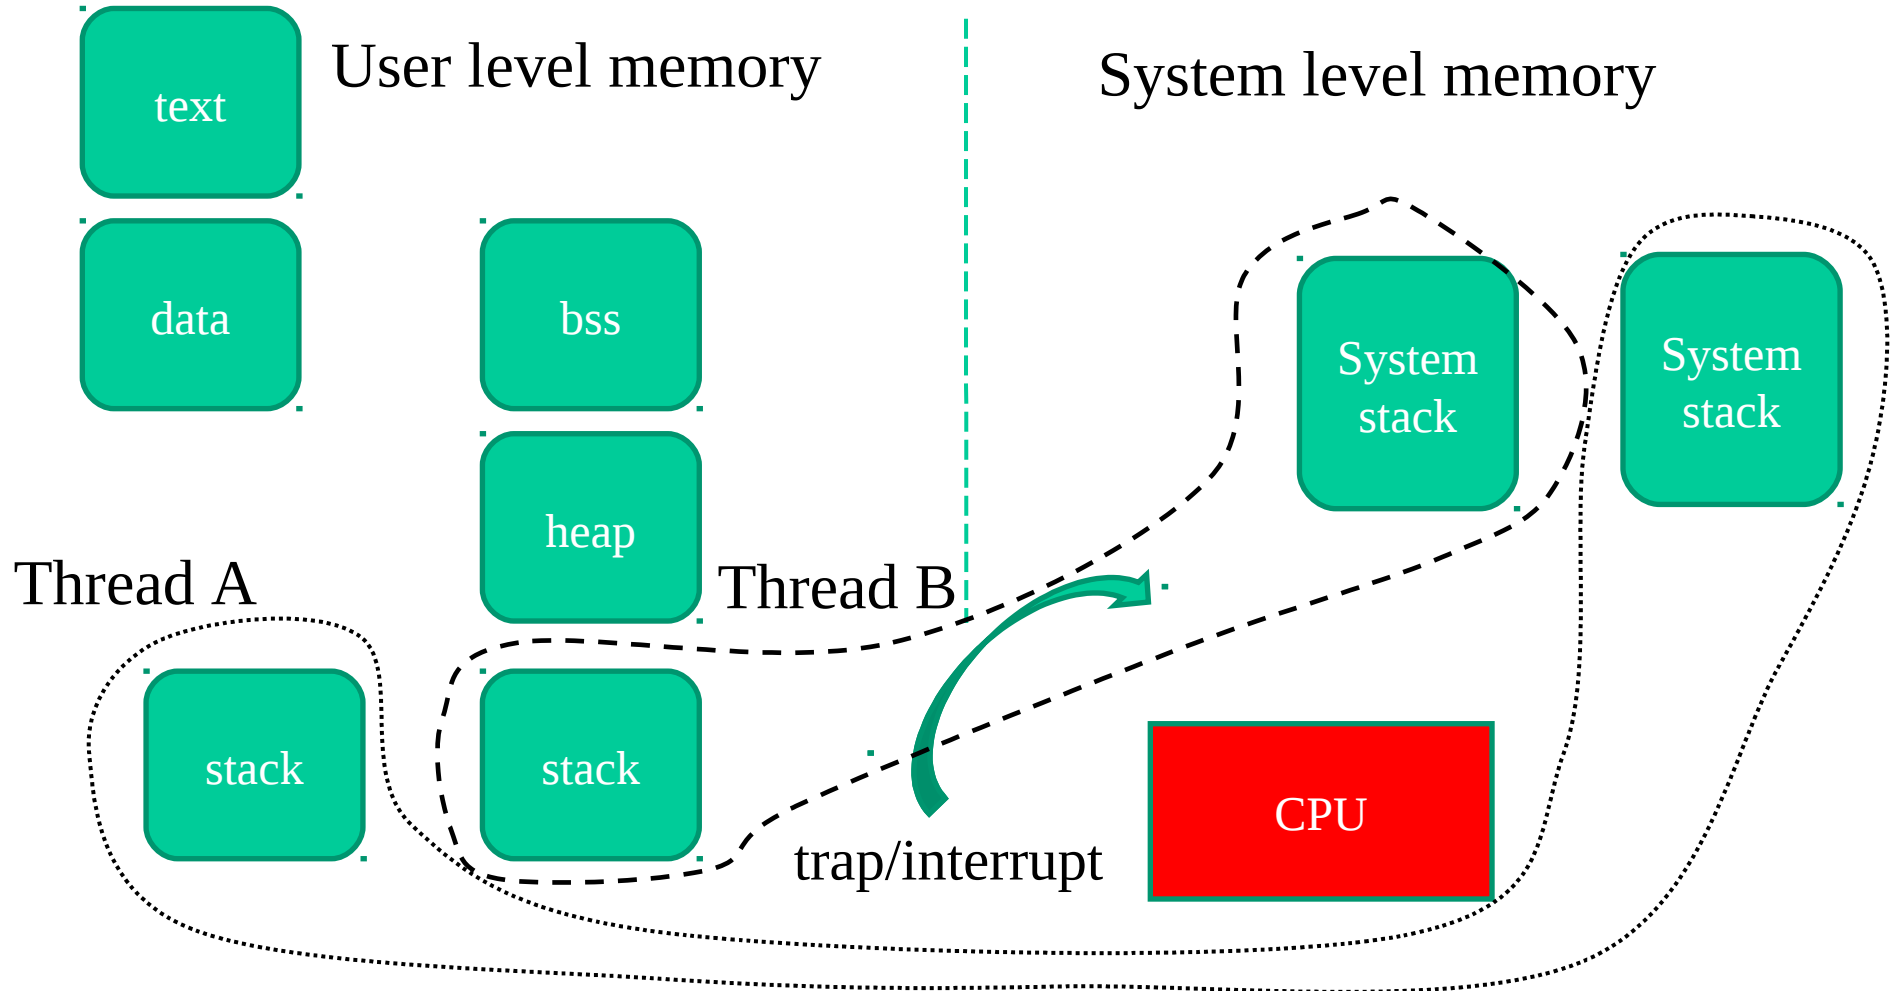 User level memory
System level memory
text
data
bss
System
stack
System
stack
heap
Thread A
Thread B
stack
stack
CPU
trap/interrupt